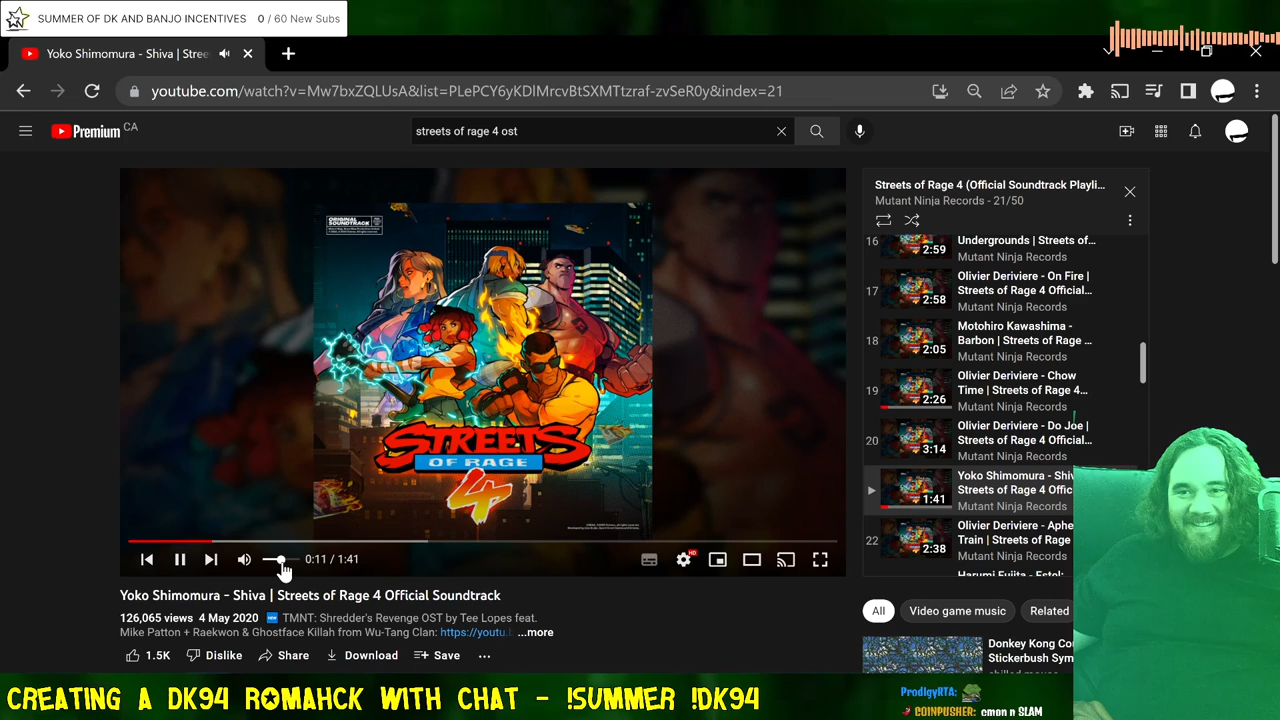 SUMMER OF DK AND BANJO INCENTIVES 0 / 60 New Subs
Yoko Shimomura - Shiva | Stree
youtube.com/watch?v=Mw7bxZQLUsA&list=PLePCY6yKDlMrcvBtSXMTtzraf-zvSeR0y&index=21
Premium CA
streets of rage 4 ost
ORIGINAL
SOUNDTRACK
STREETS
OF RAGE
4
0:11 / 1:41
HD
Yoko Shimomura - Shiva | Streets of Rage 4 Official Soundtrack
126,065 views 4 May 2020 NEW TMNT: Shredder's Revenge OST by Tee Lopes feat.
Mike Patton + Raekwon & Ghostface Killah from Wu-Tang Clan: https://youtu.b ...more
1.5K Dislike Share Download Save
Streets of Rage 4 (Official Soundtrack Playli...
Mutant Ninja Records - 21/50
16 2:59 Undergrounds | Streets of...
Mutant Ninja Records
17 2:58 Olivier Deriviere - On Fire |
Streets of Rage 4 Official...
Mutant Ninja Records
18 2:05 Motohiro Kawashima -
Barbon | Streets of Rage ...
Mutant Ninja Records
19 2:26 Olivier Deriviere - Chow
Time | Streets of Rage 4...
Mutant Ninja Records
20 3:14 Olivier Deriviere - Do Joe |
Streets of Rage 4 Official...
Mutant Ninja Records
1:41 Yoko Shimomura - Shiv
Streets of Rage 4 Offic
Mutant Ninja Records
22 2:38 Olivier Deriviere - Aphe
Train | Streets of Rage
Mutant Ninja Records
Harumi Fujita - Estel:
All Video game music Related
Donkey Kong Cou
Stickerbush Sym
CREATING A DK94 ROMAHCK WITH CHAT - !SUMMER !DK94
ProdigyRTA:
COINPUSHER: cmon n SLAM